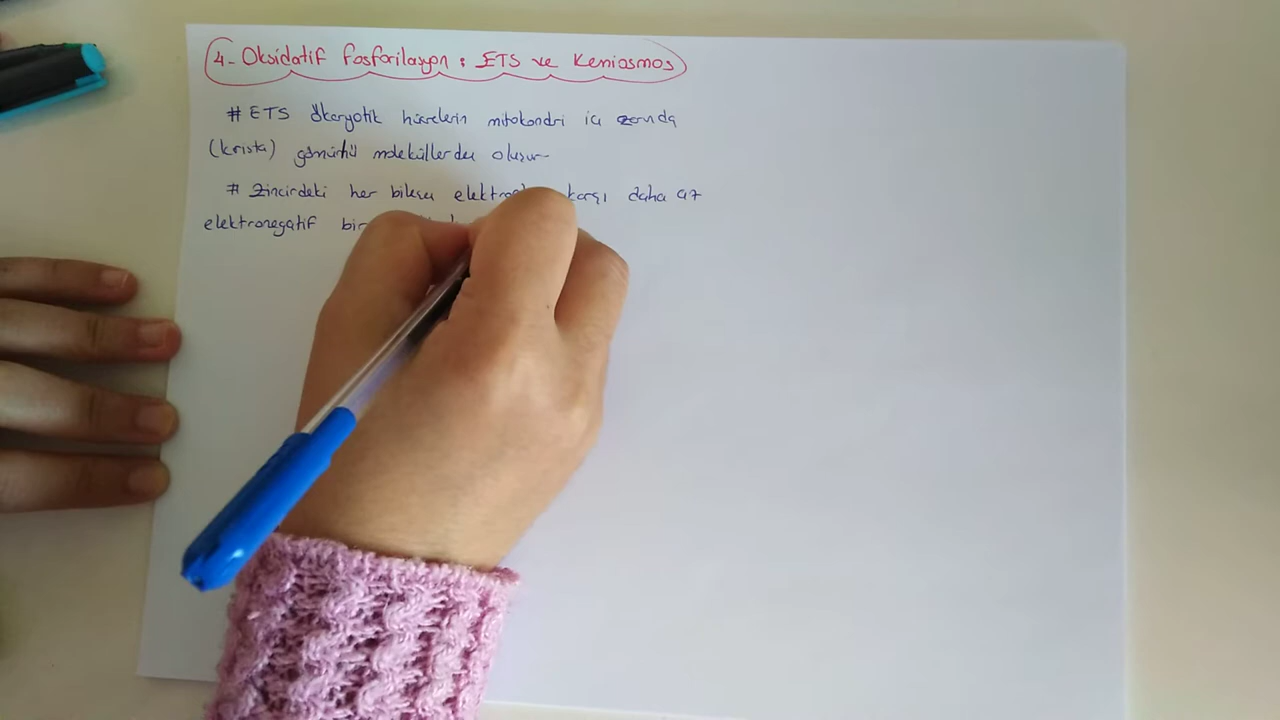 4- Oksidatif fosforilasyon : ETS ve Kemiosmos
# ETS ökaryotik hücrelerin mitokondri iç zarında
(krista) gömülü moleküllerden oluşur
# Zincirdeki her bileşen karşı daha az
elektronegatif bir